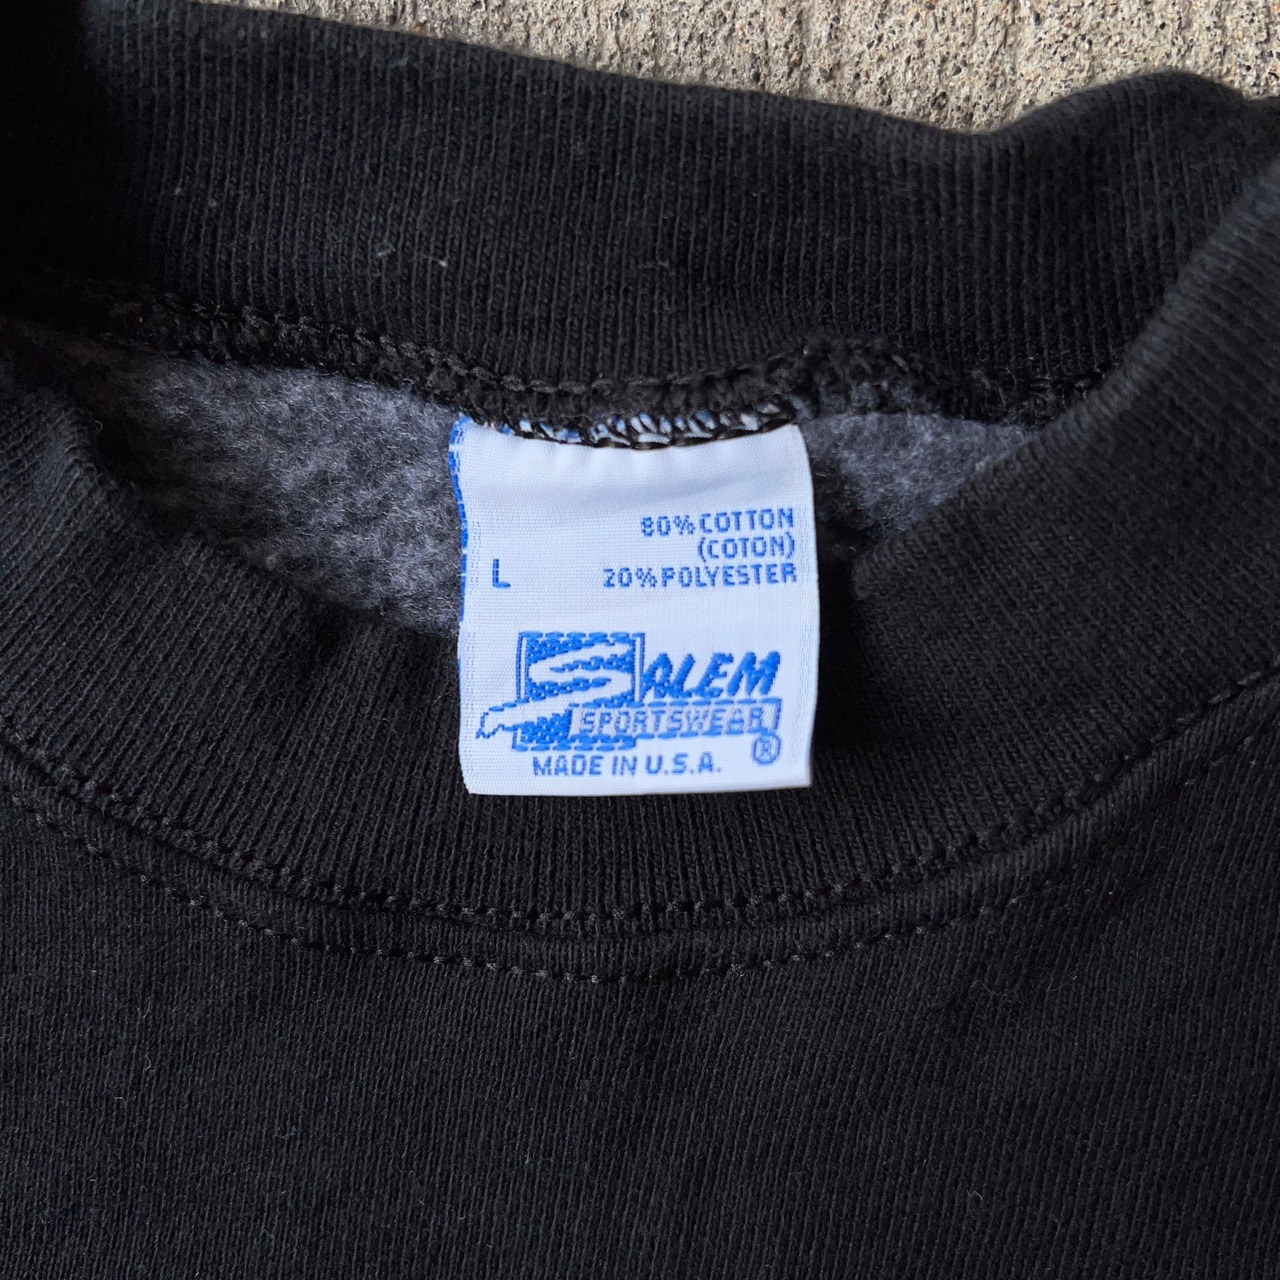 80% COTTON
(COTON)
L 20% POLYESTER
SALEM
SPORTSWEAR
®
MADE IN U.S.A.